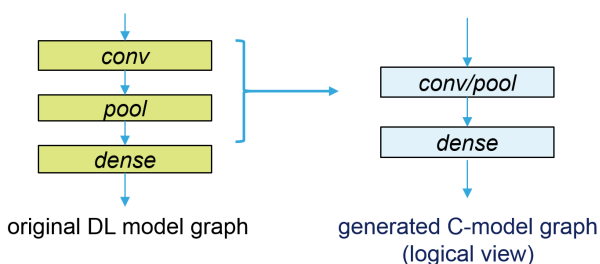 conv
pool
dense
original DL model graph
conv/pool
dense
generated C-model graph
(logical view)